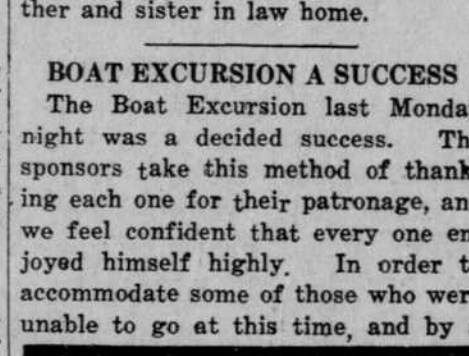 ther and sister in law home.
BOAT EXCURSION A SUCCESS
The Boat Excursion last Monda
night was a decided success. Th
sponsors take this method of thank
ing each one for their patronage, an
we feel confident that every one en
joyed himself highly. In order t
accommodate some of those who wer
unable to go at this time, and by